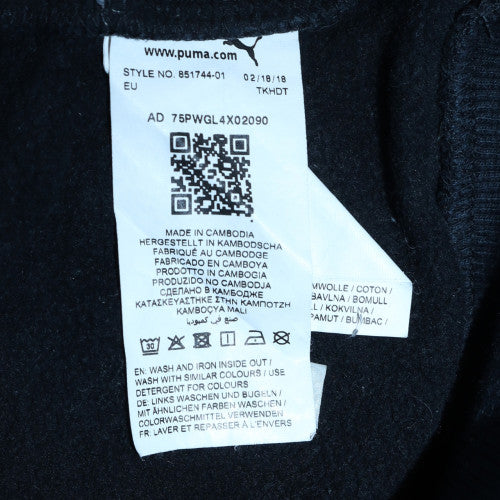 www.puma.com
STYLE NO. 851744-01 02/18/18
EU TKHDT
AD 75PWGL4X02090
MADE IN CAMBODIA
HERGESTELLT IN KAMBODSCHA
FABRIQUÉ AU CAMBODGE
FABRICADO EN CAMBOYA
PRODOTTO IN CAMBOGIA
PRODUZIDO NO CAMBOJA
СДЕЛАНО В КАМБОДЖЕ
ΚΑΤΑΣΚΕΥΑΣΤΗΚΕ ΣΤΗΝ ΚΑΜΠΟΤΖΗ
KAMBOÇYA MALI
صنع في كمبوديا
30
EN: WASH AND IRON INSIDE OUT /
WASH WITH SIMILAR COLOURS / USE
DETERGENT FOR COLOURS
DE: LINKS WASCHEN UND BÜGELN /
MIT ÄHNLICHEN FARBEN WASCHEN /
COLORWASCHMITTEL VERWENDEN
FR: LAVER ET REPASSER À L'ENVERS
MWOLLE / COTON /
BAVLNA / BOMULL
L / KOKVILNA /
PAMUT / BUMBAC /